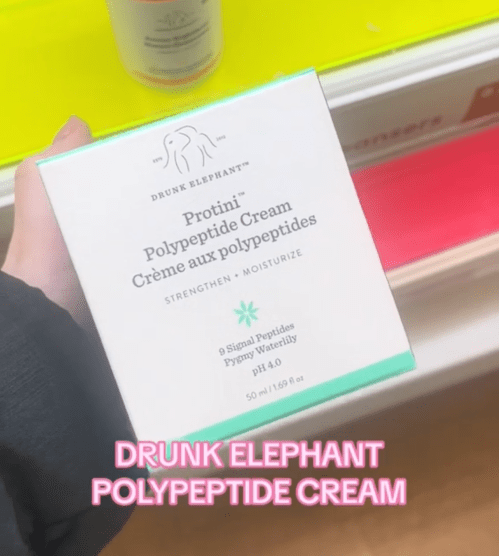 DRUNK ELEPHANT™
Protini™
Polypeptide Cream
Crème aux polypeptides
STRENGTHEN • MOISTURIZE
9 Signal Peptides
Pygmy Waterlily
pH 4.0
50 ml / 1.69 fl oz
DRUNK ELEPHANT
POLYPEPTIDE CREAM